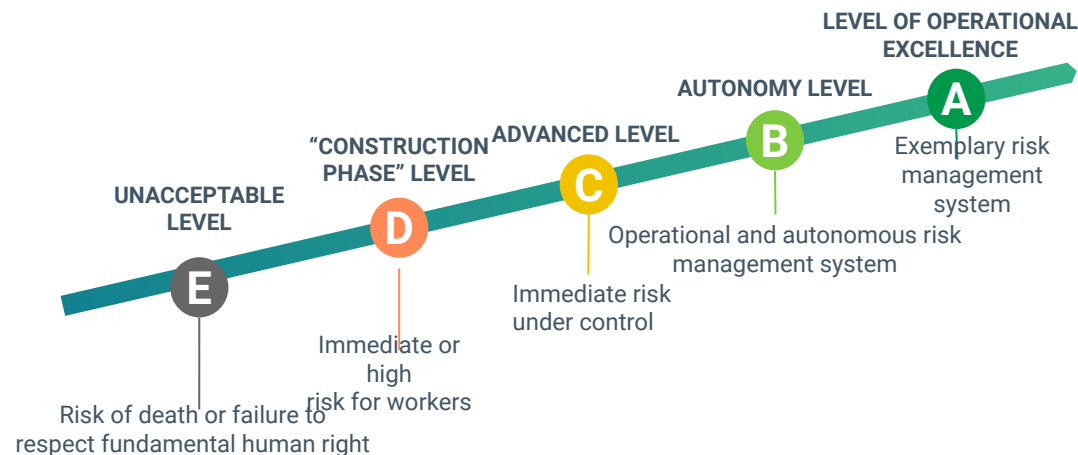 LEVEL OF OPERATIONAL
EXCELLENCE
A
Exemplary risk
management
system
AUTONOMY LEVEL
B
Operational and autonomous risk
management system
ADVANCED LEVEL
C
Immediate risk
under control
“CONSTRUCTION
PHASE” LEVEL
D
Immediate or
high
risk for workers
UNACCEPTABLE
LEVEL
E
Risk of death or failure to
respect fundamental human right